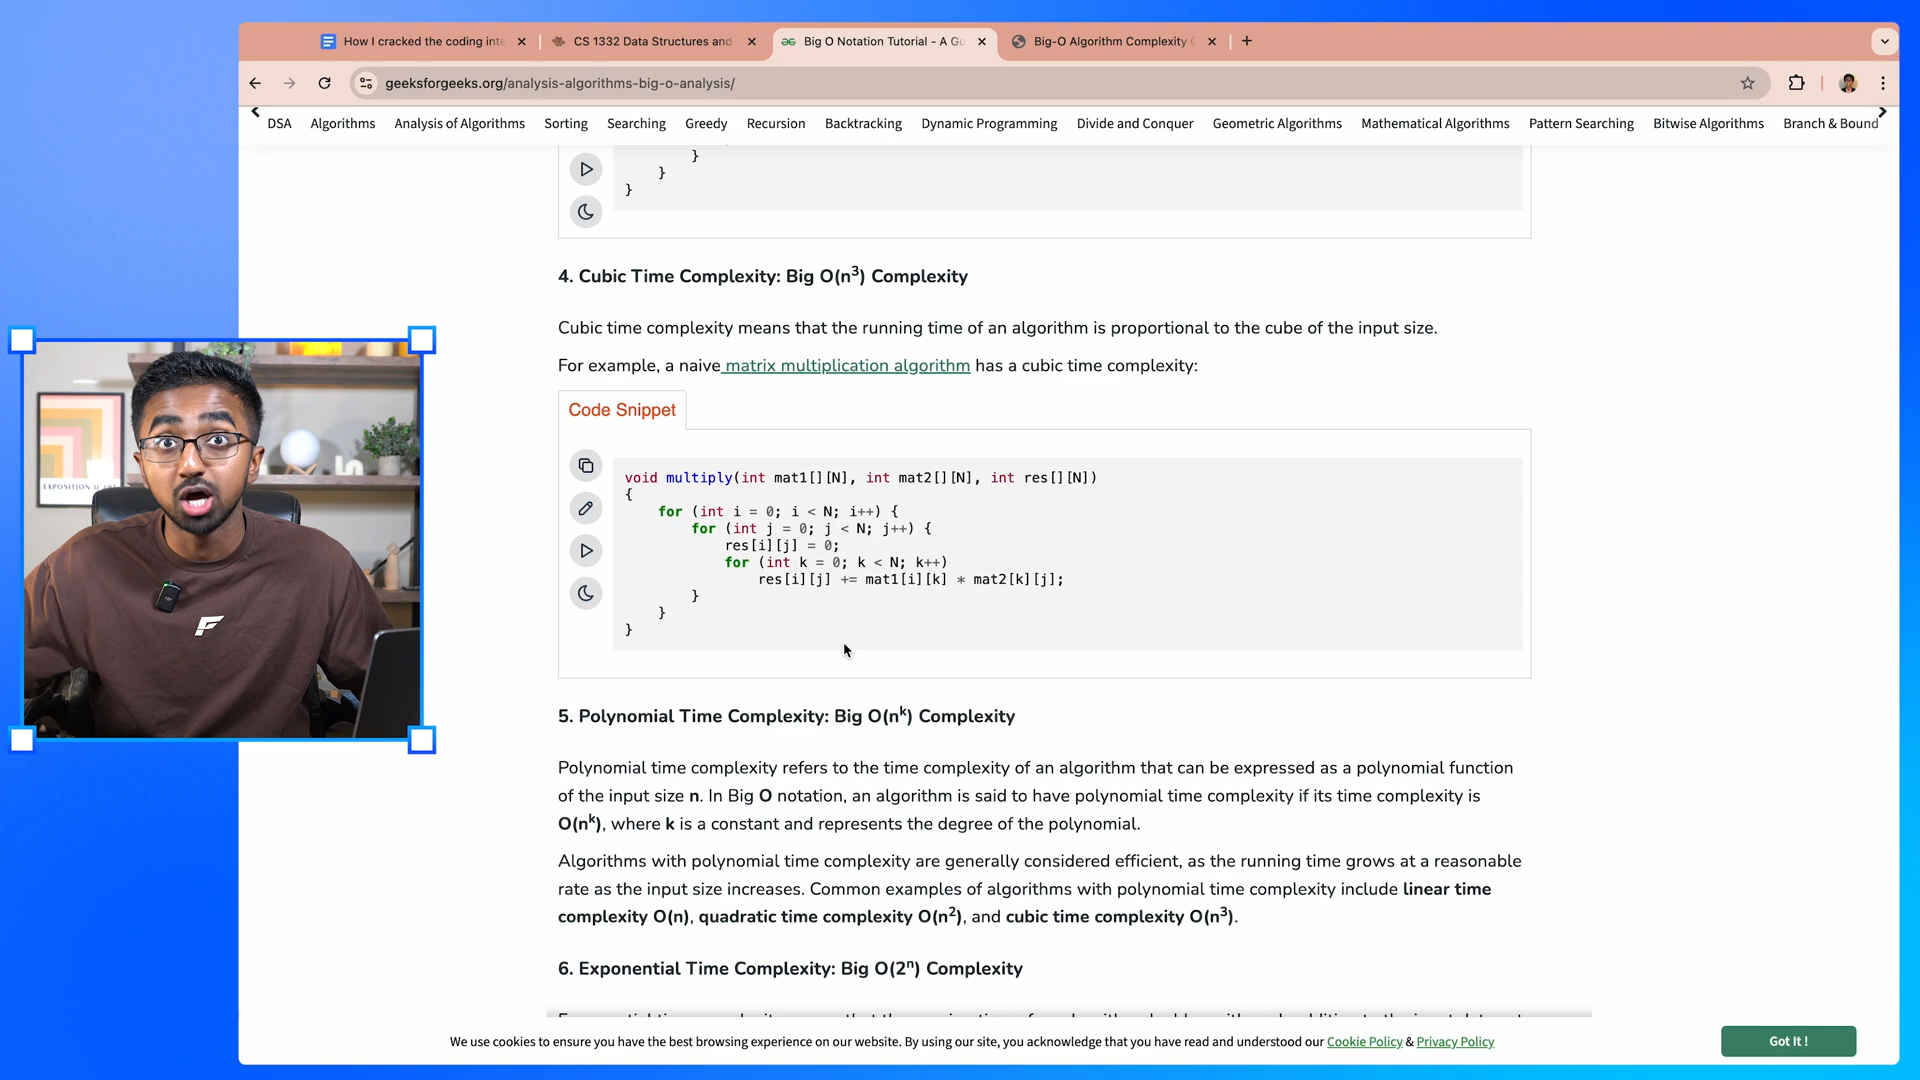 How I cracked the coding inte
CS 1332 Data Structures and
Big O Notation Tutorial - A Gu
Big-O Algorithm Complexity C
geeksforgeeks.org/analysis-algorithms-big-o-analysis/
DSA Algorithms Analysis of Algorithms Sorting Searching Greedy Recursion Backtracking Dynamic Programming Divide and Conquer Geometric Algorithms Mathematical Algorithms Pattern Searching Bitwise Algorithms Branch & Bound
}
}
}
4. Cubic Time Complexity: Big O(n³) Complexity
Cubic time complexity means that the running time of an algorithm is proportional to the cube of the input size.
For example, a naive matrix multiplication algorithm has a cubic time complexity:
Code Snippet
void multiply(int mat1[][N], int mat2[][N], int res[][N])
{
for (int i = 0; i < N; i++) {
for (int j = 0; j < N; j++) {
res[i][j] = 0;
for (int k = 0; k < N; k++)
res[i][j] += mat1[i][k] * mat2[k][j];
}
}
}
5. Polynomial Time Complexity: Big O(nᵏ) Complexity
Polynomial time complexity refers to the time complexity of an algorithm that can be expressed as a polynomial function
of the input size n. In Big O notation, an algorithm is said to have polynomial time complexity if its time complexity is
O(nᵏ), where k is a constant and represents the degree of the polynomial.
Algorithms with polynomial time complexity are generally considered efficient, as the running time grows at a reasonable
rate as the input size increases. Common examples of algorithms with polynomial time complexity include linear time
complexity O(n), quadratic time complexity O(n²), and cubic time complexity O(n³).
6. Exponential Time Complexity: Big O(2ⁿ) Complexity
We use cookies to ensure you have the best browsing experience on our website. By using our site, you acknowledge that you have read and understood our Cookie Policy & Privacy Policy
Got It !
EXPOSITION D'ART